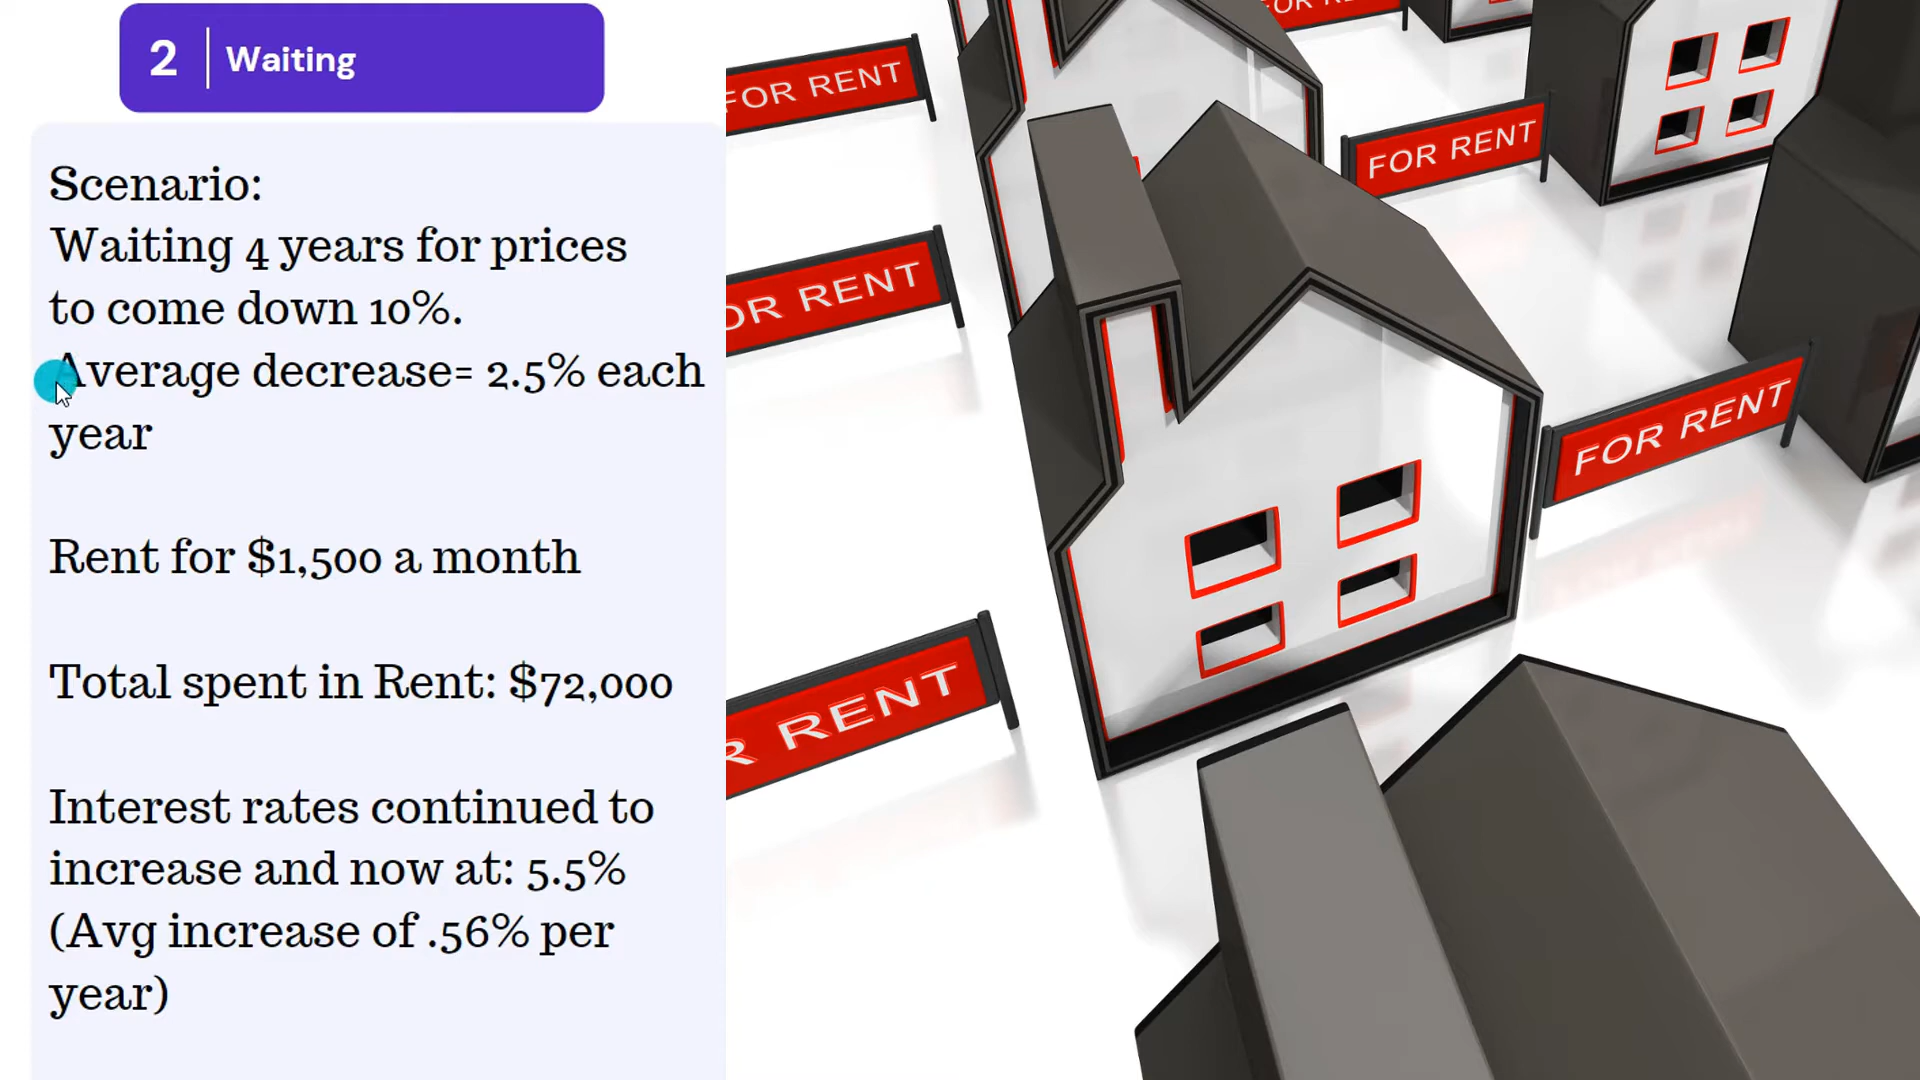 2 | Waiting
Scenario:
Waiting 4 years for prices
to come down 10%.
Average decrease= 2.5% each
year
Rent for $1,500 a month
Total spent in Rent: $72,000
Interest rates continued to
increase and now at: 5.5%
(Avg increase of .56% per
year)
FOR RENT
FOR RENT
OR RENT
FOR RENT
RENT